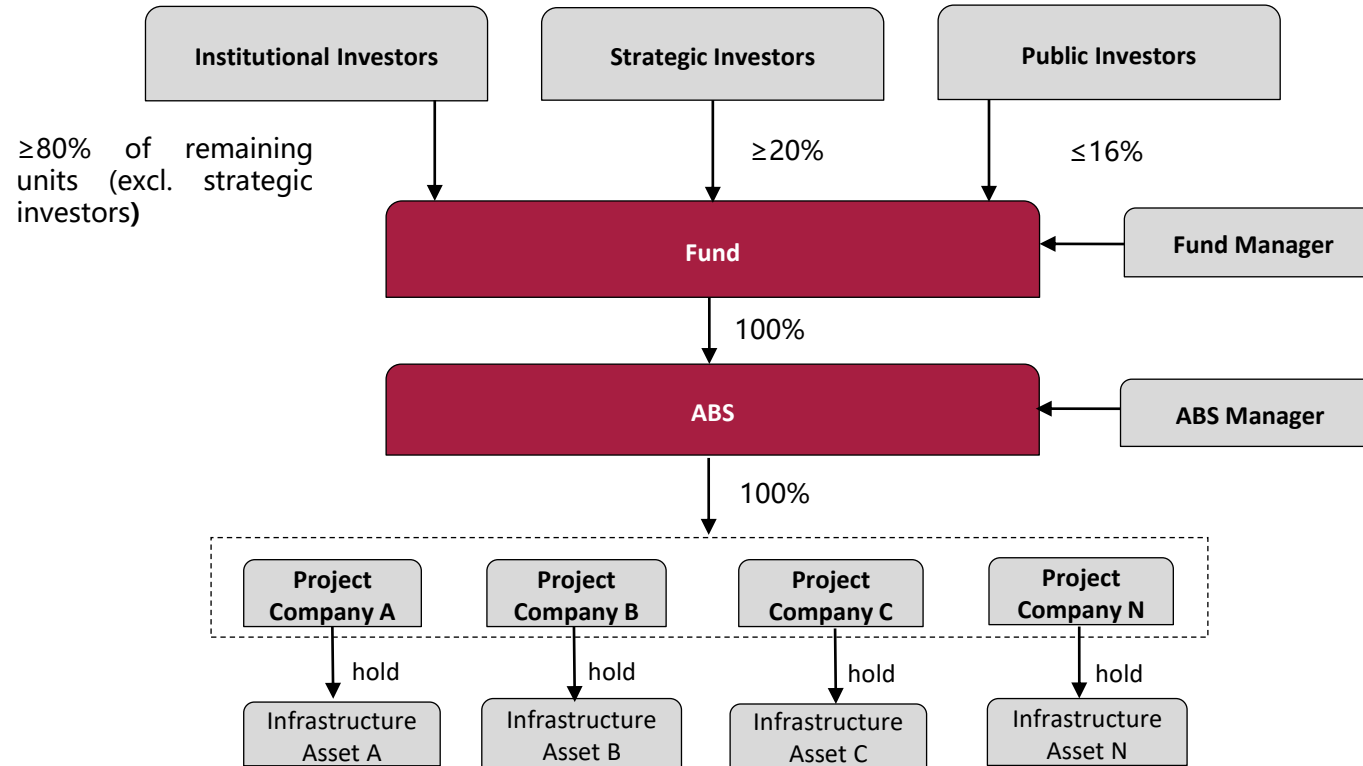 Institutional Investors
Strategic Investors
Public Investors
≥80% of remaining
units (excl. strategic
investors)
≥20%
≤16%
Fund
Fund Manager
100%
ABS
ABS Manager
100%
Project
Company A
Project
Company B
Project
Company C
Project
Company N
hold
hold
hold
hold
Infrastructure
Asset A
Infrastructure
Asset B
Infrastructure
Asset C
Infrastructure
Asset N